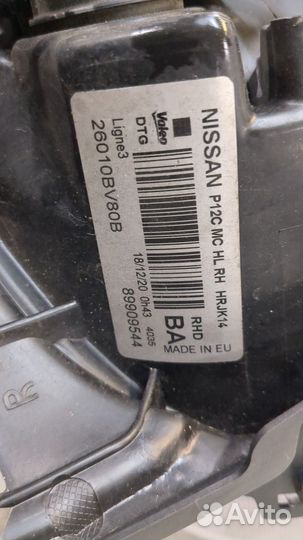 NISSAN P12C MC HL RH HRJK14
Valeo
DTG
RHD
BA
MADE IN EU
Ligne3
26010BV80B
18/12/20 0h43 4035
89909544
R
Avito